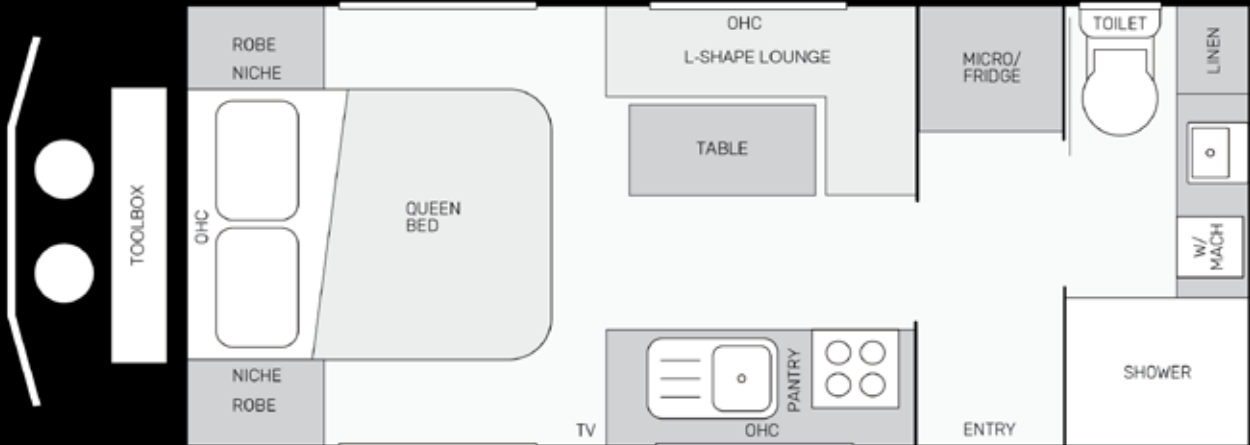 TOOLBOX
ROBE
NICHE
OHC
QUEEN
BED
NICHE
ROBE
TV
OHC
L-SHAPE LOUNGE
TABLE
PANTRY
OHC
MICRO/
FRIDGE
ENTRY
TOILET
LINEN
W/
MACH
SHOWER